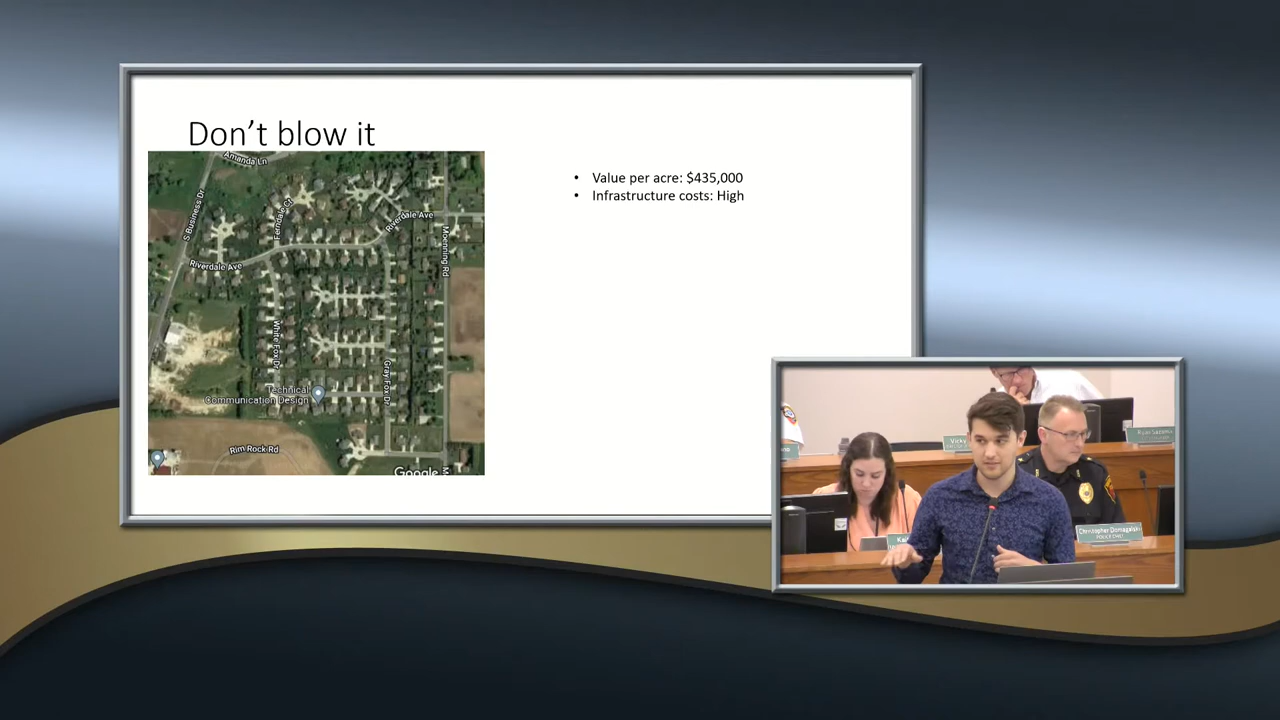 Don't blow it
Amanda Ln
S Business Dr
Ferndale Ct
Riverdale Ave
Moenning Rd
Riverdale Ave
White Fox Dr
Gray Fox Dr
Technical
Communication Design
Rim Rock Rd
Google
• Value per acre: $435,000
• Infrastructure costs: High
Vicky
Christopher Domagalski
POLICE CHIEF